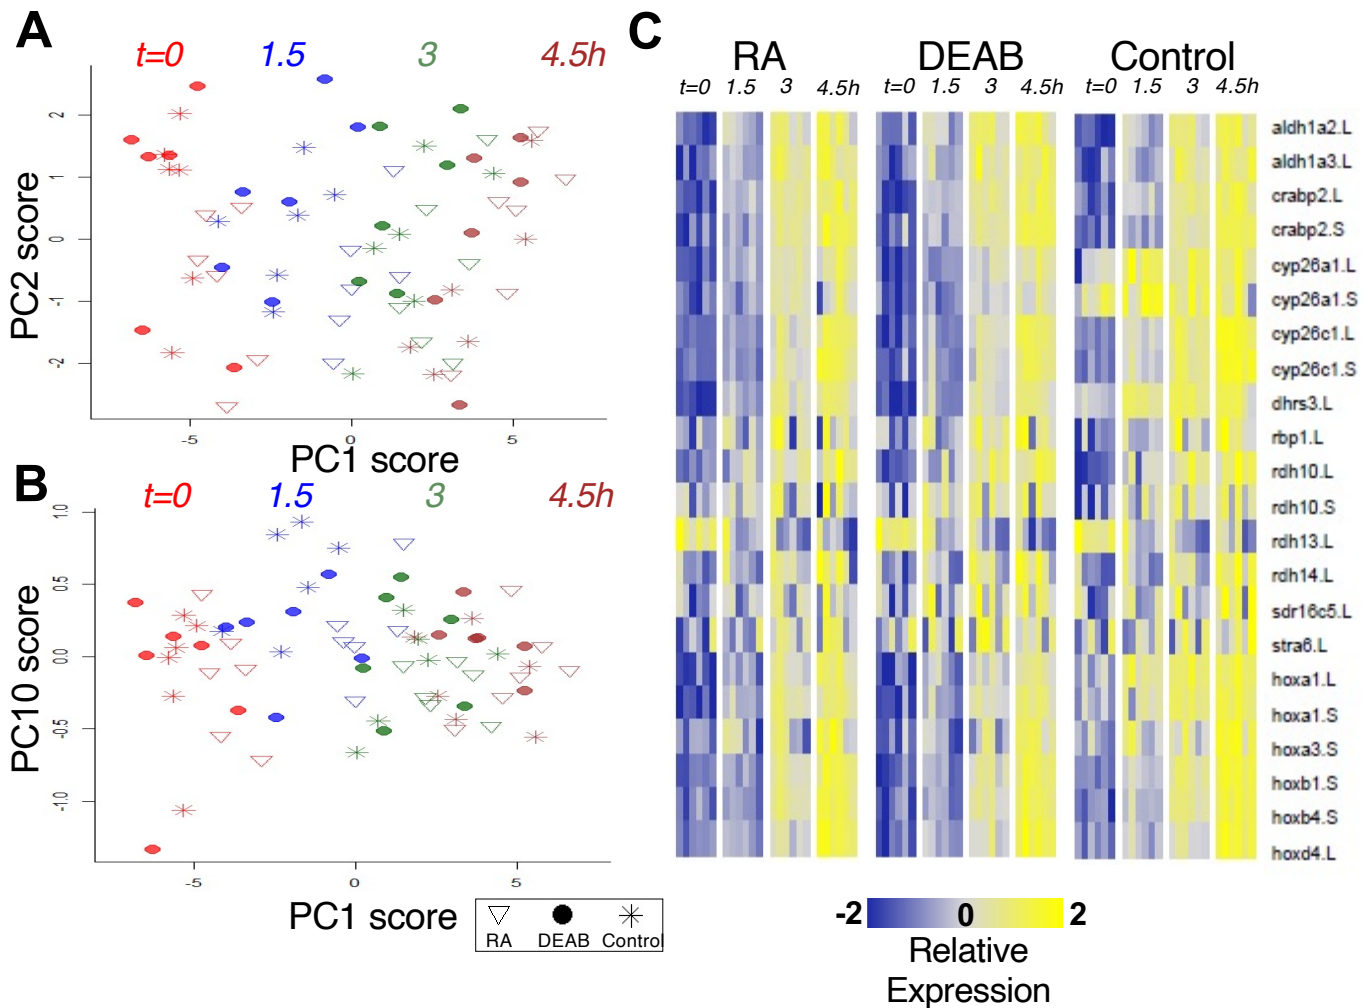 A
t=0 1.5 3 4.5h
PC2 score
2
1
0
-1
-2
-5 0 5
PC1 score
B
t=0 1.5 3 4.5h
PC10 score
1.0
0.5
0.0
-0.5
-1.0
-5 0 5
PC1 score
RA DEAB Control
C
RA DEAB Control
t=0 1.5 3 4.5h t=0 1.5 3 4.5h t=0 1.5 3 4.5h
aldh1a2.L
aldh1a3.L
crabp2.L
crabp2.S
cyp26a1.L
cyp26a1.S
cyp26c1.L
cyp26c1.S
dhrs3.L
rbp1.L
rdh10.L
rdh10.S
rdh13.L
rdh14.L
sdr16c5.L
stra6.L
hoxa1.L
hoxa1.S
hoxa3.S
hoxb1.S
hoxb4.S
hoxd4.L
-2 0 2
Relative
Expression